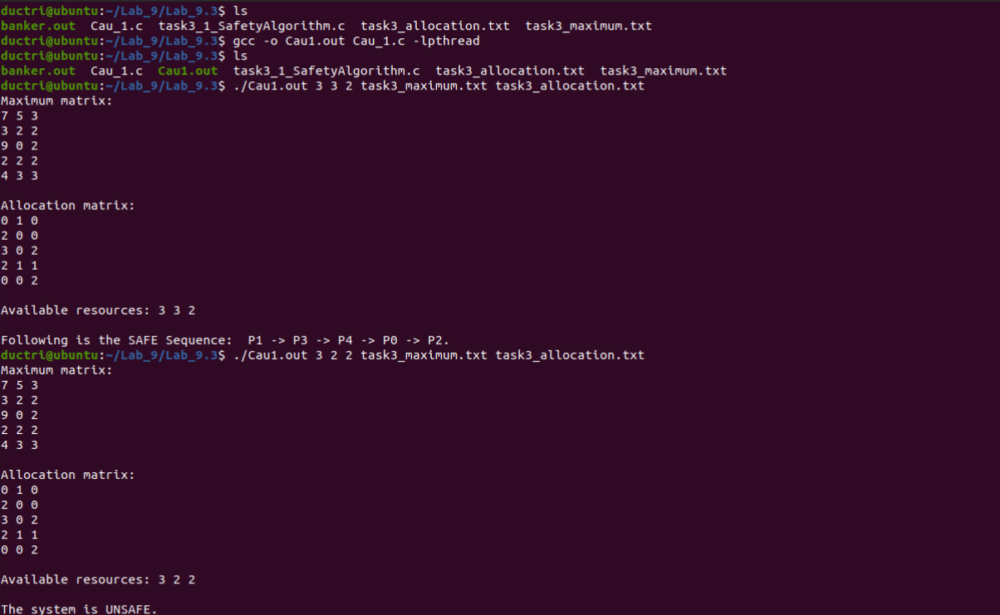 ductri@ubuntu:~/Lab_9/Lab_9.3$ ls
banker.out  Cau_1.c  task3_1_SafetyAlgorithm.c  task3_allocation.txt  task3_maximum.txt
ductri@ubuntu:~/Lab_9/Lab_9.3$ gcc -o Cau1.out Cau_1.c -lpthread
ductri@ubuntu:~/Lab_9/Lab_9.3$ ls
banker.out  Cau_1.c  Cau1.out  task3_1_SafetyAlgorithm.c  task3_allocation.txt  task3_maximum.txt
ductri@ubuntu:~/Lab_9/Lab_9.3$ ./Cau1.out 3 3 2 task3_maximum.txt task3_allocation.txt
Maximum matrix:
7 5 3
3 2 2
9 0 2
2 2 2
4 3 3

Allocation matrix:
0 1 0
2 0 0
3 0 2
2 1 1
0 0 2

Available resources: 3 3 2

Following is the SAFE Sequence:  P1 -> P3 -> P4 -> P0 -> P2.
ductri@ubuntu:~/Lab_9/Lab_9.3$ ./Cau1.out 3 2 2 task3_maximum.txt task3_allocation.txt
Maximum matrix:
7 5 3
3 2 2
9 0 2
2 2 2
4 3 3

Allocation matrix:
0 1 0
2 0 0
3 0 2
2 1 1
0 0 2

Available resources: 3 2 2

The system is UNSAFE.